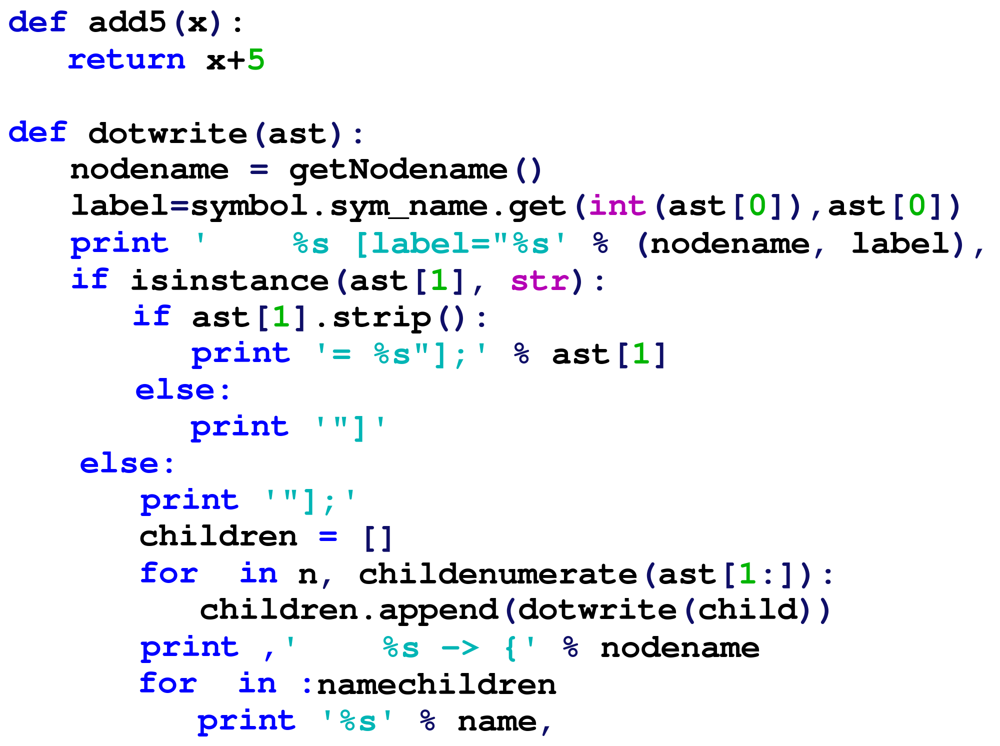 def add5(x):
   return x+5

def dotwrite(ast):
   nodename = getNodename()
   label=symbol.sym_name.get(int(ast[0]),ast[0])
   print '    %s [label="%s' % (nodename, label),
   if isinstance(ast[1], str):
      if ast[1].strip():
         print '= %s"];' % ast[1]
      else:
         print '"]'
   else:
      print '"];'
      children = []
      for  in n, childenumerate(ast[1:]):
         children.append(dotwrite(child))
      print ,'    %s -> {' % nodename
      for  in :namechildren
         print '%s' % name,